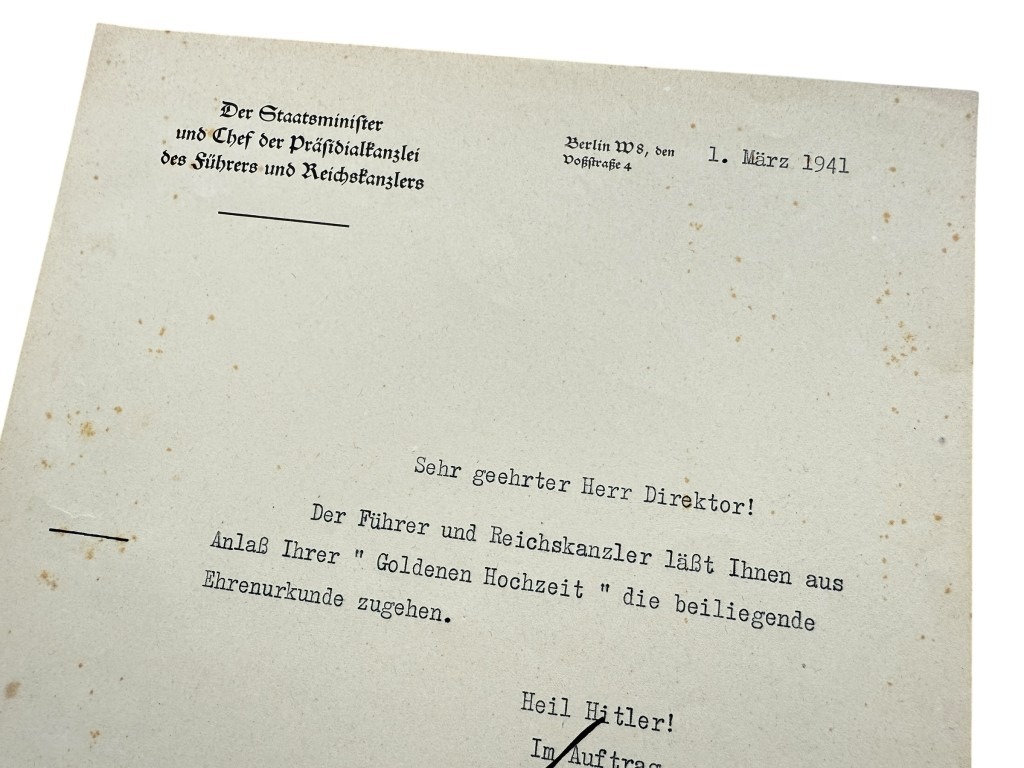 Der Staatsminister
und Chef der Präsidialkanzlei
des Führers und Reichskanzlers
Berlin W 8, den 1. März 1941
Voßstraße 4
Sehr geehrter Herr Direktor!
Der Führer und Reichskanzler läßt Ihnen aus
Anlaß Ihrer " Goldenen Hochzeit " die beiliegende
Ehrenurkunde zugehen.
Heil Hitler!
Im Auftrag